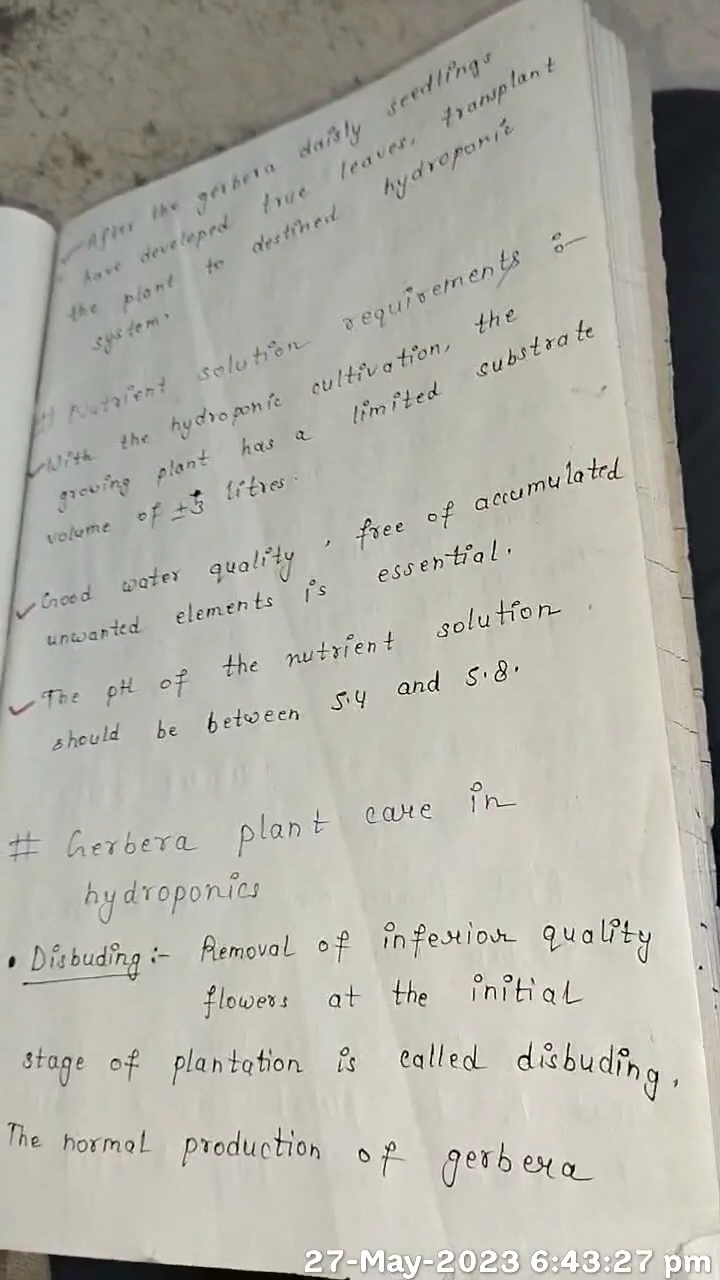 ✓ After the gerbera daisly seedlings
have developed true leaves, transplant
the plant to destined hydroponic
system.
# Nutrient solution requirements :-
✓ With the hydroponic cultivation, the
growing plant has a limited substrate
volume of ±3 litres.
✓ Good water quality, free of accumulated
unwanted elements is essential.
✓ The pH of the nutrient solution
should be between 5.4 and 5.8.
# Gerbera plant care in
hydroponics
• Disbuding :- Removal of inferior quality
flowers at the initial
stage of plantation is called disbuding.
The normal production of gerbera
27-May-2023 6:43:27 pm